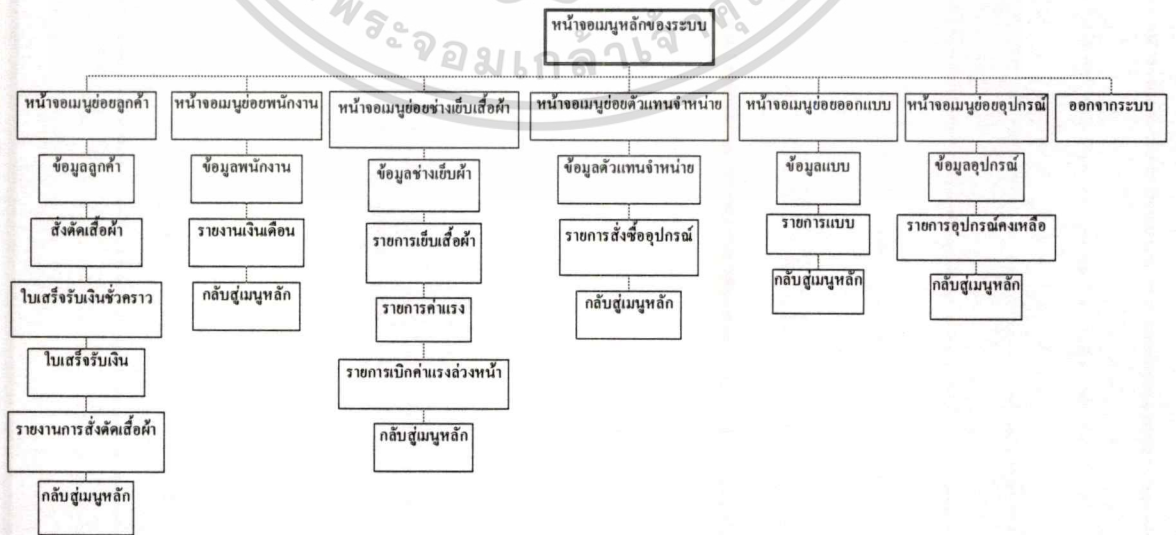 พระจอมเกล้าเจ้าคุ
หน้าจอเมนูหลักของระบบ
หน้าจอเมนูย่อยลูกค้า
หน้าจอเมนูย่อยพนักงาน
หน้าจอเมนูย่อยช่างเย็บเสื้อผ้า
หน้าจอเมนูย่อยตัวแทนจำหน่าย
หน้าจอเมนูย่อยออกแบบ
หน้าจอเมนูย่อยอุปกรณ์
ออกจากระบบ
ข้อมูลลูกค้า
สั่งตัดเสื้อผ้า
ใบเสร็จรับเงินชั่วคราว
ใบเสร็จรับเงิน
รายงานการสั่งตัดเสื้อผ้า
กลับสู่เมนูหลัก
ข้อมูลพนักงาน
รายงานเงินเดือน
กลับสู่เมนูหลัก
ข้อมูลช่างเย็บผ้า
รายการเย็บเสื้อผ้า
รายการค่าแรง
รายการเบิกค่าแรงล่วงหน้า
กลับสู่เมนูหลัก
ข้อมูลตัวแทนจำหน่าย
รายการสั่งซื้ออุปกรณ์
กลับสู่เมนูหลัก
ข้อมูลแบบ
รายการแบบ
กลับสู่เมนูหลัก
ข้อมูลอุปกรณ์
รายการอุปกรณ์คงเหลือ
กลับสู่เมนูหลัก